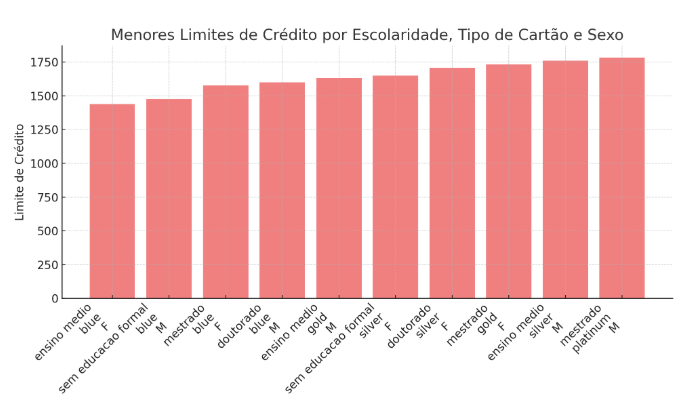 Menores Limites de Crédito por Escolaridade, Tipo de Cartão e Sexo
Limite de Crédito
1750
1500
1250
1000
750
500
250
0
ensino medio
blue
F
sem educacao formal
blue
M
mestrado
blue
F
doutorado
blue
M
ensino medio
gold
M
sem educacao formal
silver
F
doutorado
silver
F
mestrado
gold
F
ensino medio
silver
M
mestrado
platinum
M